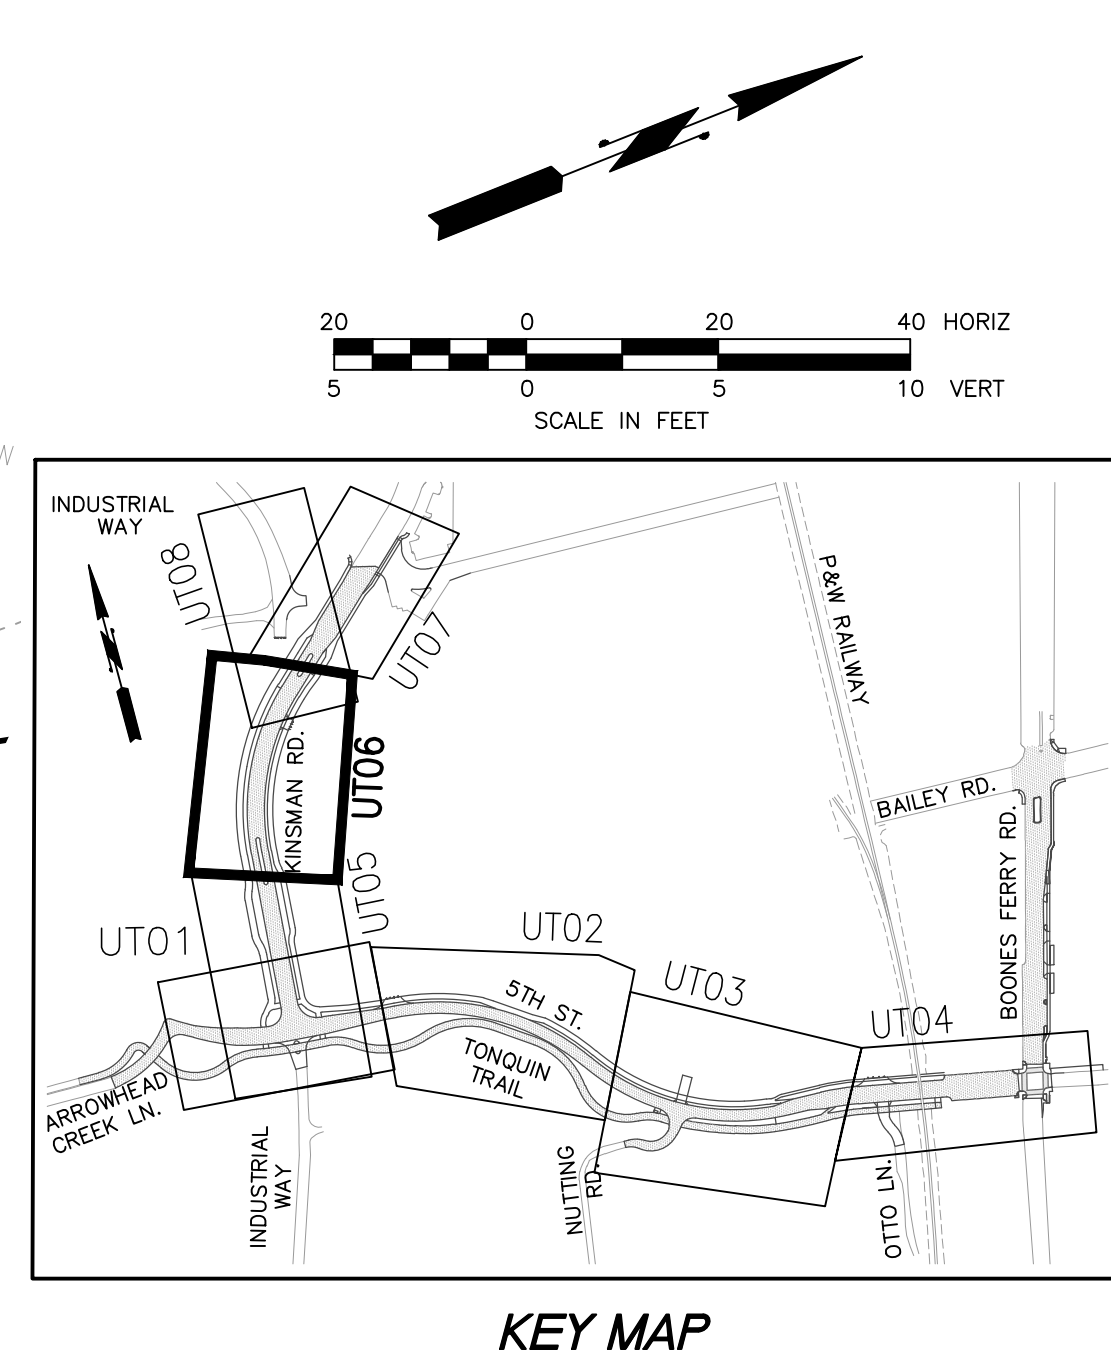 20 0 20 40 HORIZ
5 0 5 10 VERT
SCALE IN FEET
W
INDUSTRIAL
WAY
UT08
UT07
P&W RAILWAY
KINSMAN RD.
UT06
BAILEY RD.
BOONES FERRY RD.
UT05
UT01
UT02
UT03
5TH ST.
UT04
TONQUIN
TRAIL
ARROWHEAD
CREEK LN.
INDUSTRIAL
WAY
NUTTING
RD.
OTTO LN.
KEY MAP